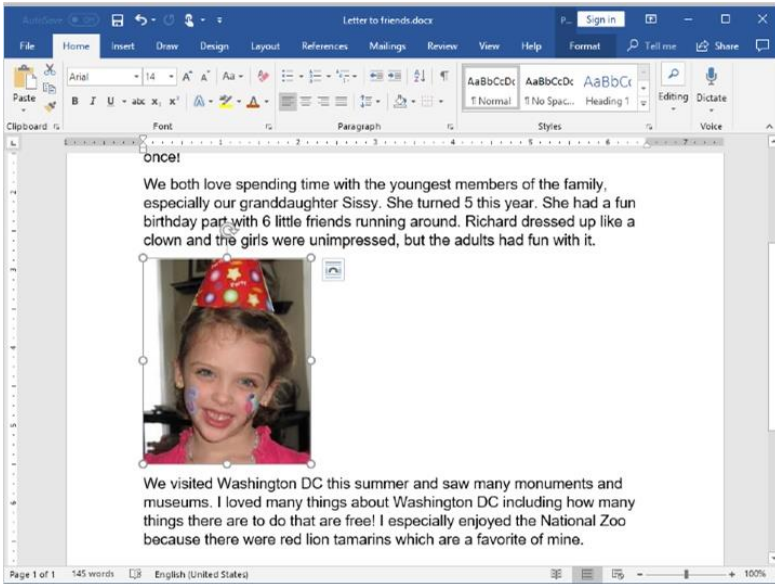 AutoSave Off Letter to friends.docx P... Sign in
File Home Insert Draw Design Layout References Mailings Review View Help Format Tell me Share
Paste Arial 14 A A Aa AaBbCcDc AaBbCcDc AaBbCc Editing Dictate
B I U abc x, x² A A ¶ Normal ¶ No Spac... Heading 1
Clipboard Font Paragraph Styles Voice
once!
We both love spending time with the youngest members of the family,
especially our granddaughter Sissy. She turned 5 this year. She had a fun
birthday part with 6 little friends running around. Richard dressed up like a
clown and the girls were unimpressed, but the adults had fun with it.
Party
We visited Washington DC this summer and saw many monuments and
museums. I loved many things about Washington DC including how many
things there are to do that are free! I especially enjoyed the National Zoo
because there were red lion tamarins which are a favorite of mine.
Page 1 of 1 145 words English (United States) 100%